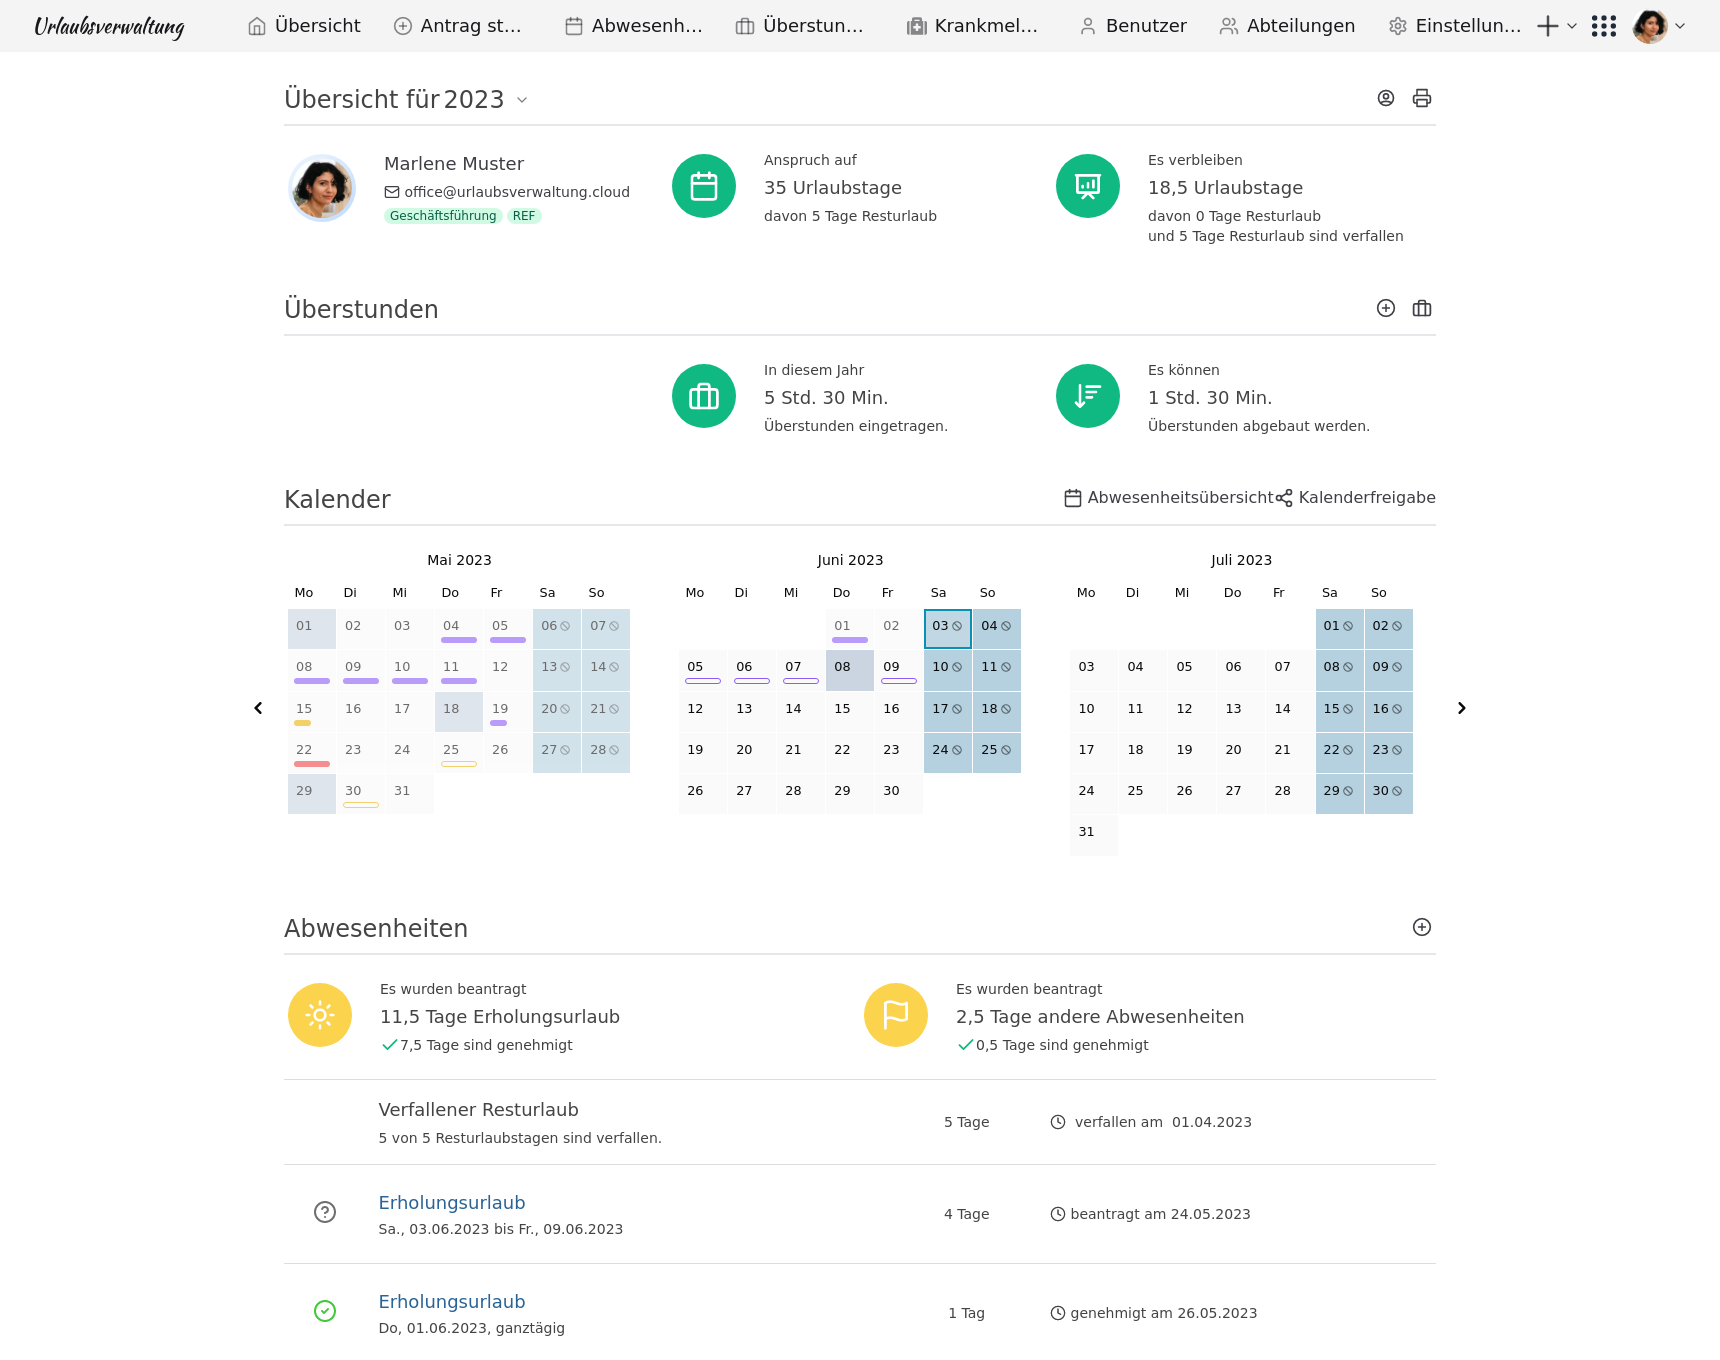 Urlaubsverwaltung Übersicht Antrag st… Abwesenh… Überstun… Krankmel… Benutzer Abteilungen Einstellun…
Übersicht für 2023
Marlene Muster
office@urlaubsverwaltung.cloud
Geschäftsführung REF
Anspruch auf
35 Urlaubstage
davon 5 Tage Resturlaub
Es verbleiben
18,5 Urlaubstage
davon 0 Tage Resturlaub
und 5 Tage Resturlaub sind verfallen
Überstunden
In diesem Jahr
5 Std. 30 Min.
Überstunden eingetragen.
Es können
1 Std. 30 Min.
Überstunden abgebaut werden.
Kalender Abwesenheitsübersicht Kalenderfreigabe
Mai 2023
Mo Di Mi Do Fr Sa So
01 02 03 04 05 06 07
08 09 10 11 12 13 14
15 16 17 18 19 20 21
22 23 24 25 26 27 28
29 30 31
Juni 2023
Mo Di Mi Do Fr Sa So
01 02 03 04
05 06 07 08 09 10 11
12 13 14 15 16 17 18
19 20 21 22 23 24 25
26 27 28 29 30
Juli 2023
Mo Di Mi Do Fr Sa So
01 02
03 04 05 06 07 08 09
10 11 12 13 14 15 16
17 18 19 20 21 22 23
24 25 26 27 28 29 30
31
Abwesenheiten
Es wurden beantragt
11,5 Tage Erholungsurlaub
7,5 Tage sind genehmigt
Es wurden beantragt
2,5 Tage andere Abwesenheiten
0,5 Tage sind genehmigt
Verfallener Resturlaub
5 von 5 Resturlaubstagen sind verfallen.
5 Tage verfallen am 01.04.2023
Erholungsurlaub
Sa., 03.06.2023 bis Fr., 09.06.2023
4 Tage beantragt am 24.05.2023
Erholungsurlaub
Do, 01.06.2023, ganztägig
1 Tag genehmigt am 26.05.2023